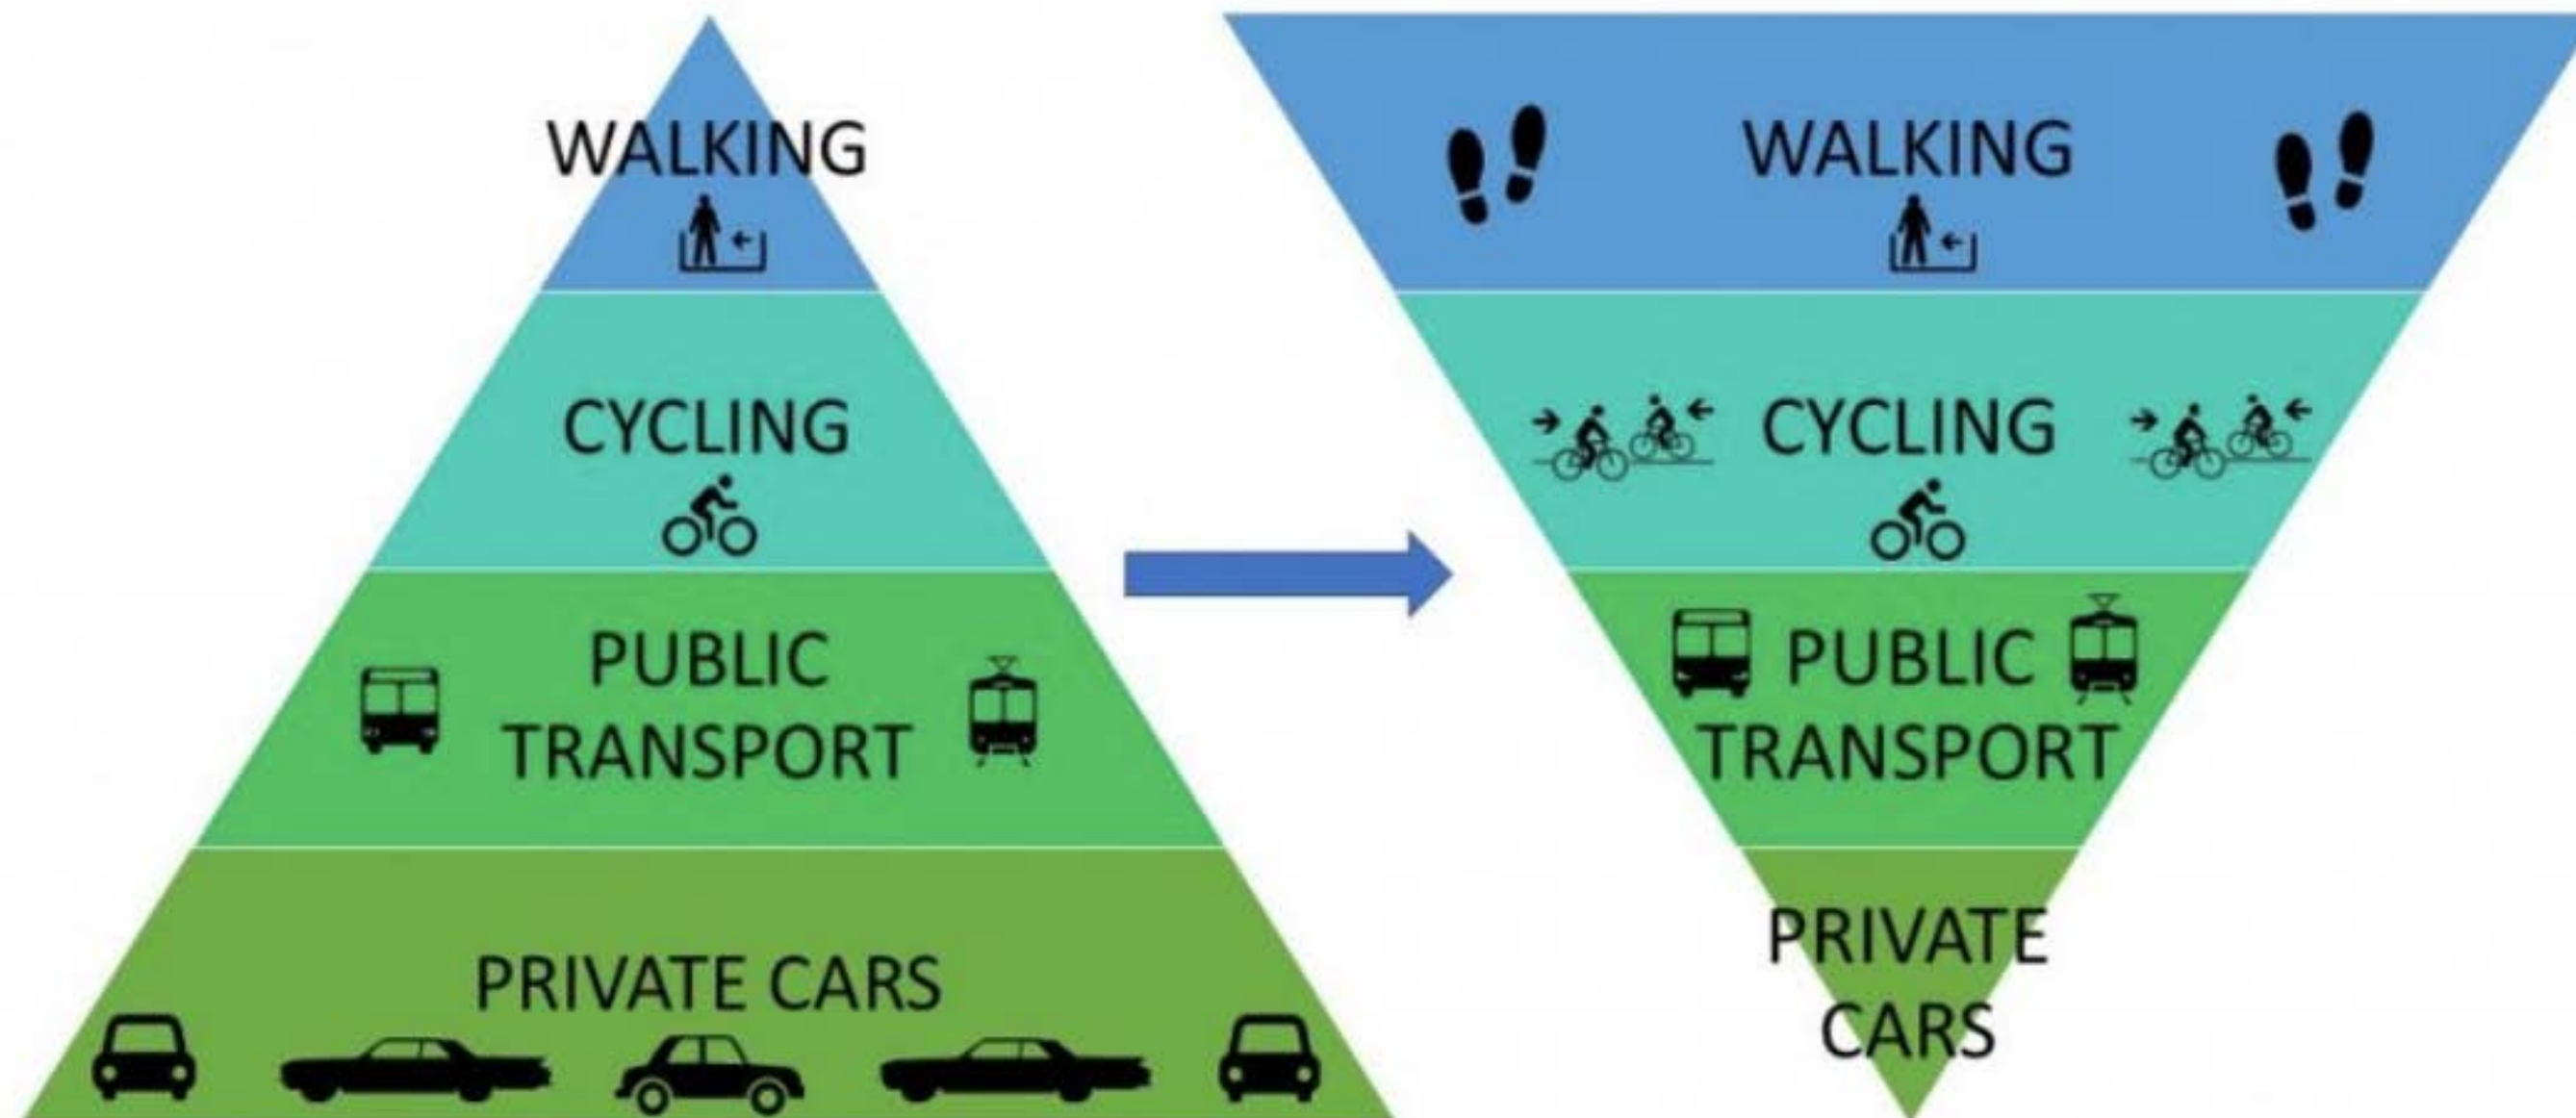 WALKING
CYCLING
PUBLIC
TRANSPORT
PRIVATE CARS
WALKING
CYCLING
PUBLIC
TRANSPORT
PRIVATE
CARS